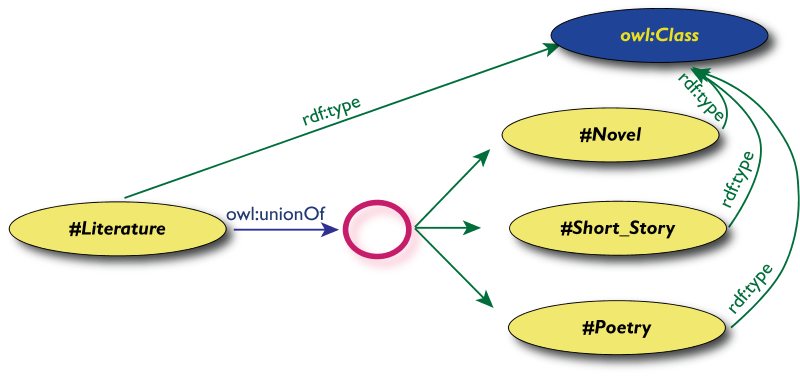 owl:Class
rdf:type
rdf:type
#Novel
rdf:type
#Literature
owl:unionOf
#Short_Story
rdf:type
#Poetry